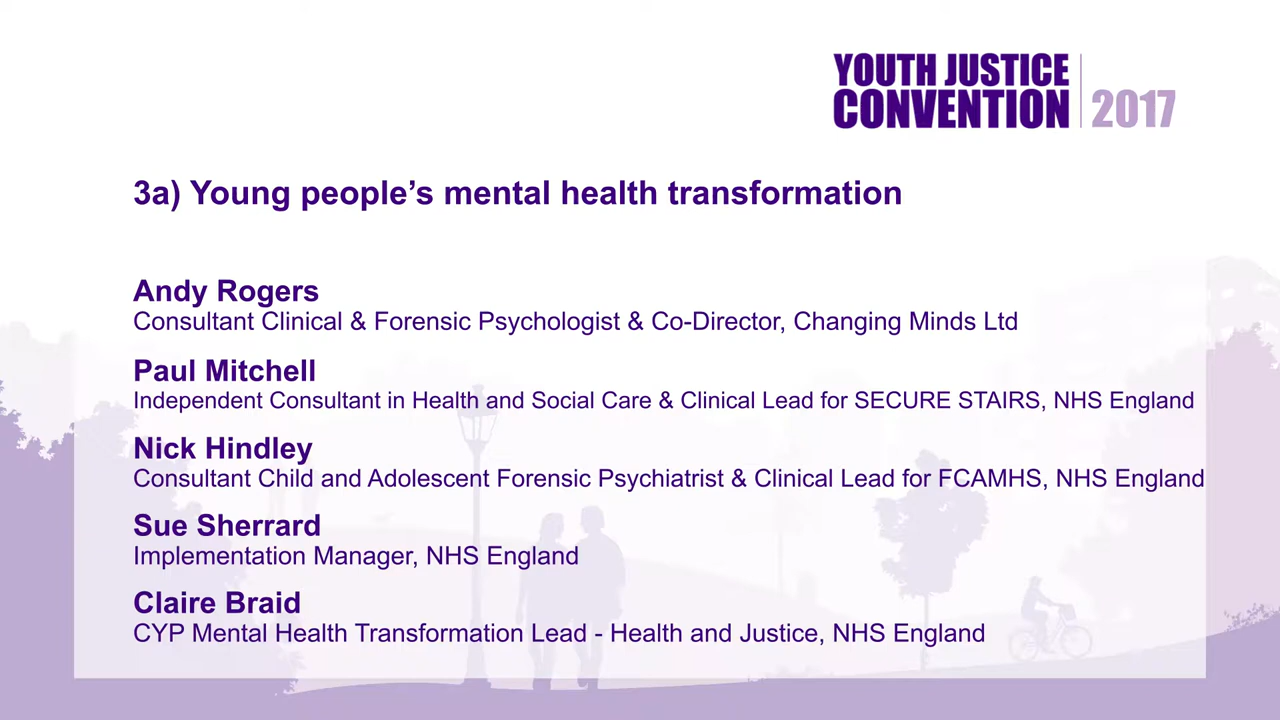 YOUTH JUSTICE
CONVENTION 2017
3a) Young people’s mental health transformation
Andy Rogers
Consultant Clinical & Forensic Psychologist & Co-Director, Changing Minds Ltd
Paul Mitchell
Independent Consultant in Health and Social Care & Clinical Lead for SECURE STAIRS, NHS England
Nick Hindley
Consultant Child and Adolescent Forensic Psychiatrist & Clinical Lead for FCAMHS, NHS England
Sue Sherrard
Implementation Manager, NHS England
Claire Braid
CYP Mental Health Transformation Lead - Health and Justice, NHS England